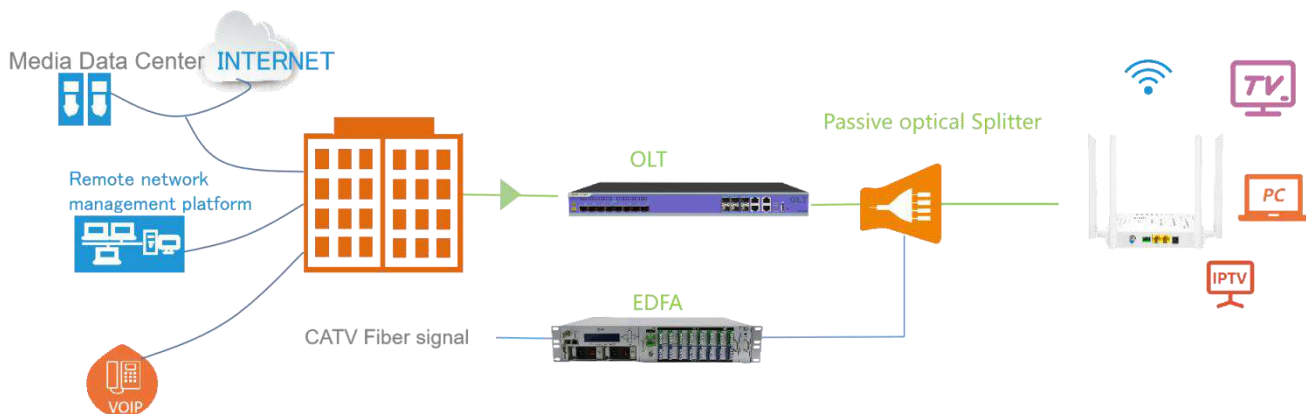 Media Data Center INTERNET
Remote network
management platform
VOIP
OLT
OLT
CATV Fiber signal
EDFA
Passive optical Splitter
TV
PC
IPTV